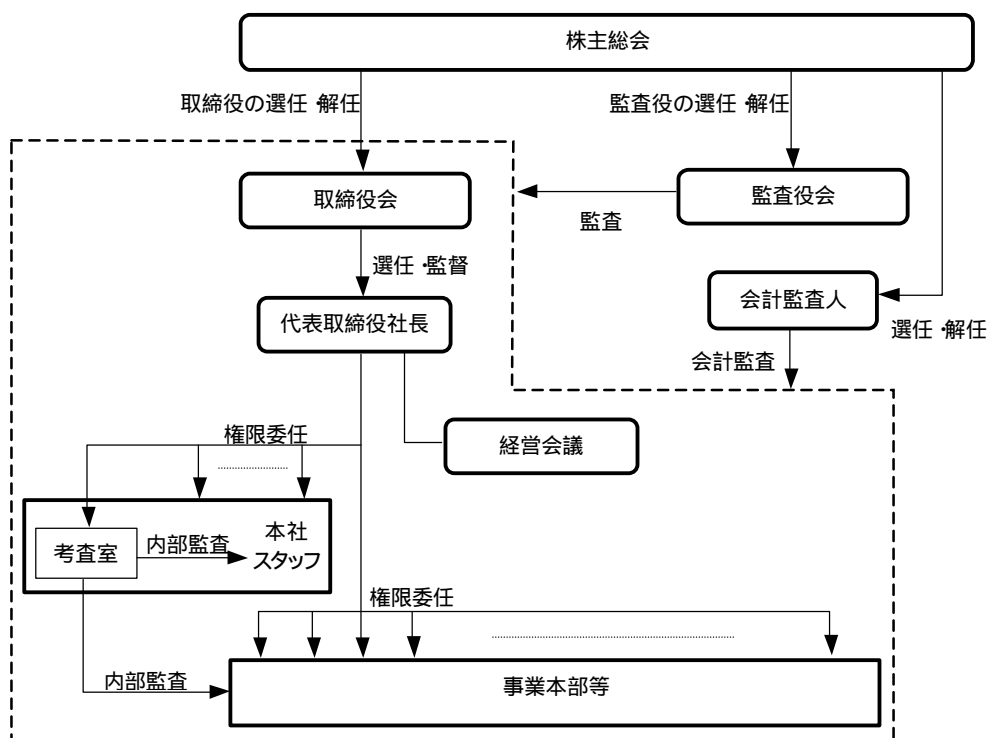 株主総会
取締役の選任・解任
監査役の選任・解任
取締役会
監査役会
監査
選任・監督
会計監査人
代表取締役社長
選任・解任
会計監査
権限委任
経営会議
本社
スタッフ
考査室
内部監査
権限委任
内部監査
事業本部等